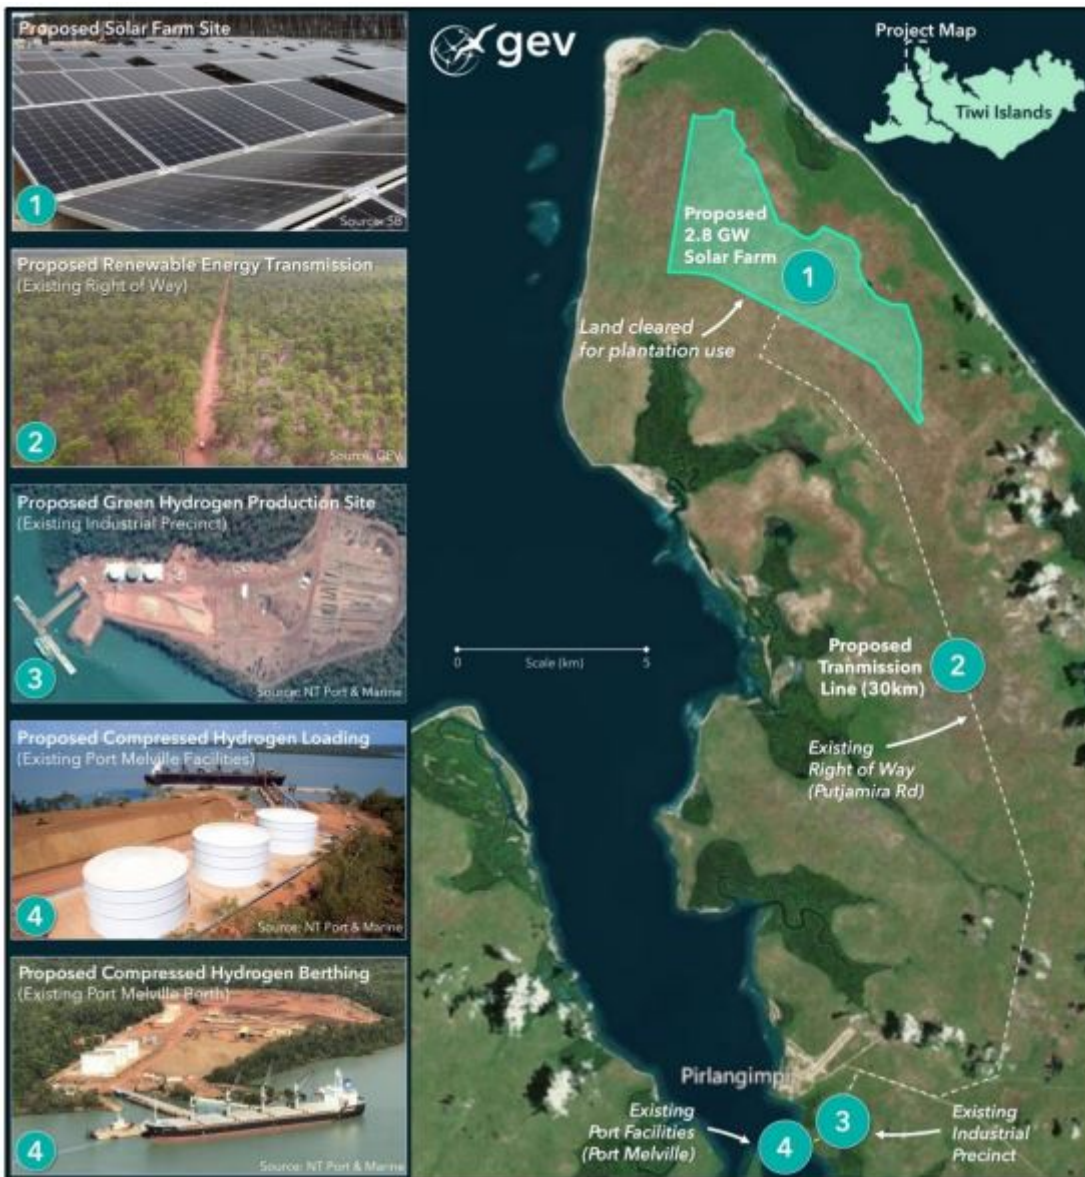 Proposed Solar Farm Site
1
Source: SB
Proposed Renewable Energy Transmission
(Existing Right of Way)
2
Source: GEV
Proposed Green Hydrogen Production Site
(Existing Industrial Precinct)
3
Source: NT Port & Marine
Proposed Compressed Hydrogen Loading
(Existing Port Melville Facilities)
4
Source: NT Port & Marine
Proposed Compressed Hydrogen Berthing
(Existing Port Melville Berth)
4
Source: NT Port & Marine
gev
Project Map
Tiwi Islands
Proposed
2.8 GW
Solar Farm
1
Land cleared
for plantation use
0
Scale (km)
5
Proposed
Tranmission
Line (30km)
2
Existing
Right of Way
(Putjamira Rd)
Pirlangimpi
Existing
Port Facilities
(Port Melville)
4
3
Existing
Industrial
Precinct